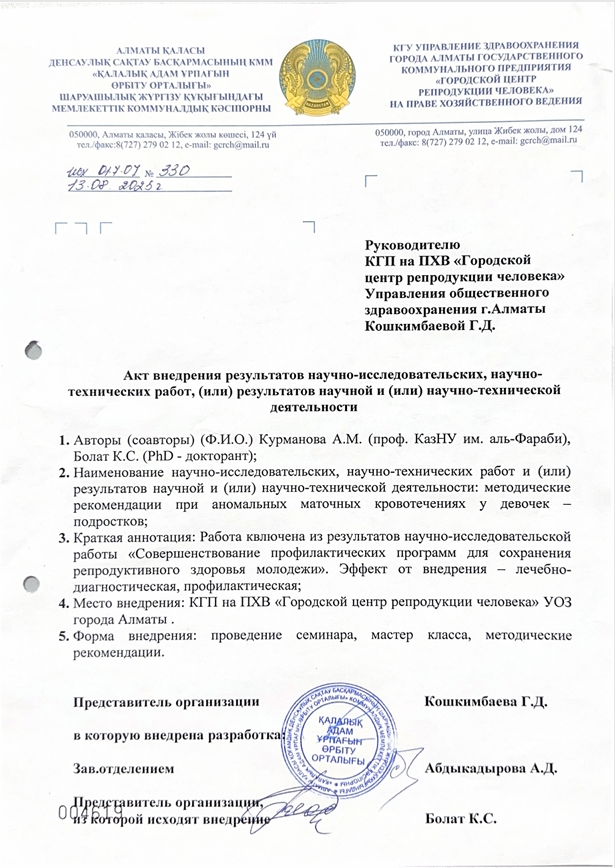 АЛМАТЫ ҚАЛАСЫ
ДЕНСАУЛЫҚ САҚТАУ БАСҚАРМАСЫНЫҢ КММ
«ҚАЛАЛЫҚ АДАМ ҰРПАҒЫН
ӨРБІТУ ОРТАЛЫҒЫ»
ШАРУАШЫЛЫҚ ЖҮРГІЗУ ҚҰҚЫҒЫНДАҒЫ
МЕМЛЕКЕТТІК КОММУНАЛДЫҚ КӘСІПОРНЫ
КГУ УПРАВЛЕНИЕ ЗДРАВООХРАНЕНИЯ
ГОРОДА АЛМАТЫ ГОСУДАРСТВЕННОГО
КОММУНАЛЬНОГО ПРЕДПРИЯТИЯ
«ГОРОДСКОЙ ЦЕНТР
РЕПРОДУКЦИИ ЧЕЛОВЕКА»
НА ПРАВЕ ХОЗЯЙСТВЕННОГО ВЕДЕНИЯ
050000, Алматы қаласы, Жібек жолы көшесі, 124 үй
тел./факс:8(727) 279 02 12, e-mail: gcrch@mail.ru
050000, город Алматы, улица Жибек жолы, дом 124
тел./факс: 8(727) 279 02 12, e-mail: gcrch@mail.ru
исх 01-7.07 № 330
13.08 2025г
Руководителю
КГП на ПХВ «Городской
центр репродукции человека»
Управления общественного
здравоохранения г.Алматы
Кошкимбаевой Г.Д.
Акт внедрения результатов научно-исследовательских, научно-
технических работ, (или) результатов научной и (или) научно-технической
деятельности
1. Авторы (соавторы) (Ф.И.О.) Курманова А.М. (проф. КазНУ им. аль-Фараби),
Болат К.С. (PhD - докторант);
2. Наименование научно-исследовательских, научно-технических работ и (или)
результатов научной и (или) научно-технической деятельности: методические
рекомендации при аномальных маточных кровотечениях у девочек –
подростков;
3. Краткая аннотация: Работа квлючена из результатов научно-исследовательской
работы «Совершенствование профилактических программ для сохранения
репродуктивного здоровья молодежи». Эффект от внедрения – лечебно-
диагностическая, профилактическая;
4. Место внедрения: КГП на ПХВ «Городской центр репродукции человека» УОЗ
города Алматы .
5. Форма внедрения: проведение семинара, мастер класса, методические
рекомендации.
Представитель организации Кошкимбаева Г.Д.
в которую внедрена разработка:
Зав.отделением Абдыкадырова А.Д.
Представитель организации,
из которой исходят внедрение Болат К.С.
004619
ҚАЛАЛЫҚ
АДАМ
ҰРПАҒЫН
ӨРБІТУ
ОРТАЛЫҒЫ